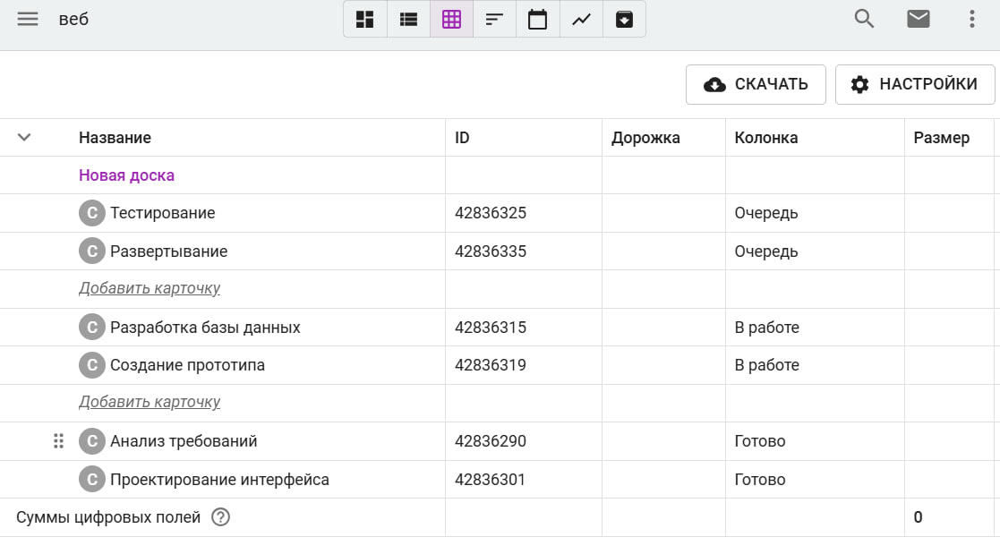 веб
СКАЧАТЬ НАСТРОЙКИ
Название ID Дорожка Колонка Размер
Новая доска
С Тестирование 42836325 Очередь
С Развертывание 42836335 Очередь
Добавить карточку
С Разработка базы данных 42836315 В работе
С Создание прототипа 42836319 В работе
Добавить карточку
С Анализ требований 42836290 Готово
С Проектирование интерфейса 42836301 Готово
Суммы цифровых полей ? 0